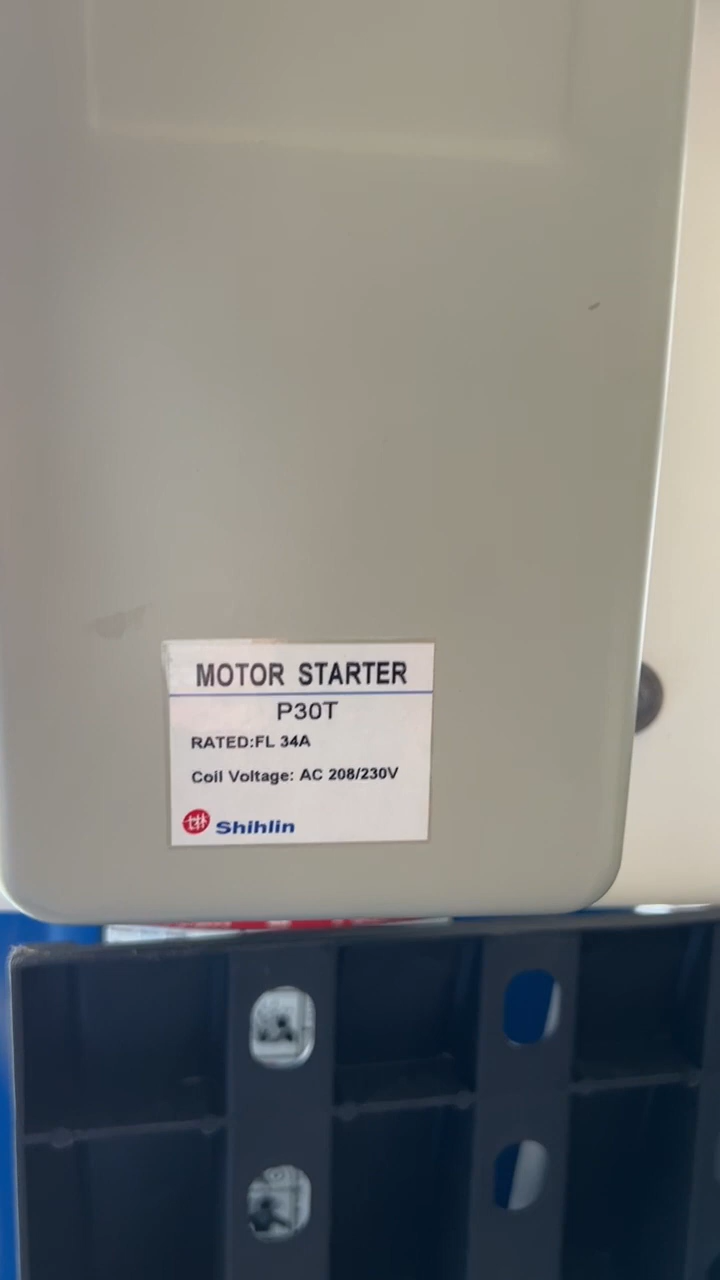 MOTOR STARTER
P30T
RATED:FL 34A
Coil Voltage: AC 208/230V
Shihlin